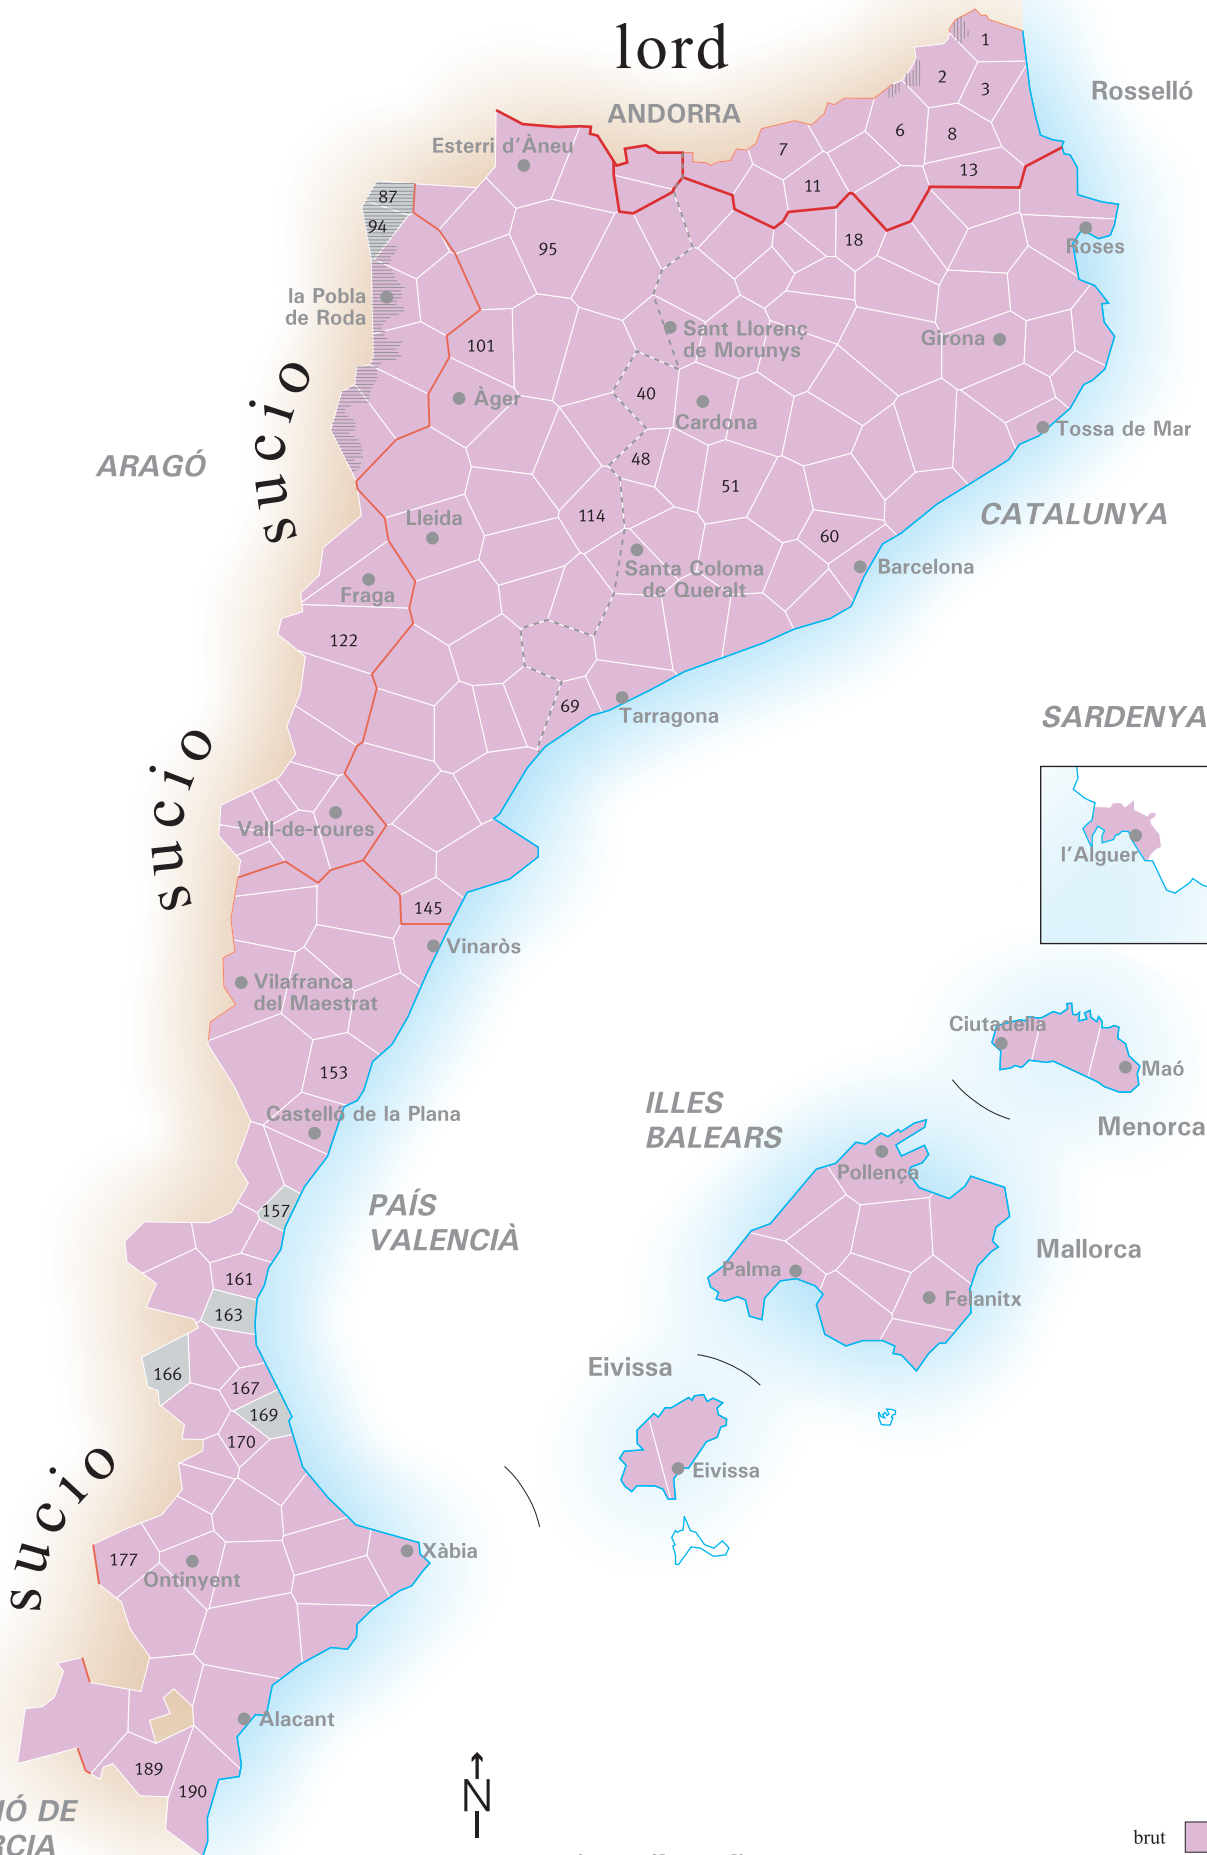 lord
1
Rosselló
2
3
ANDORRA
6
8
Esterri d'Àneu
7
13
11
87
94
95
18
Roses
la Pobla
de Roda
Sant Llorenç
de Morunys
Girona
101
sucio
40
Àger
Cardona
Tossa de Mar
48
ARAGÓ
51
CATALUNYA
Lleida
114
60
Barcelona
Santa Coloma
de Queralt
Fraga
122
69
Tarragona
SARDENYA
sucio
Vall-de-roures
l'Alguer
145
Vinaròs
Vilafranca
del Maestrat
Ciutadella
153
Maó
ILLES
BALEARS
Castelló de la Plana
Menorca
Pollença
157
PAÍS
VALENCIÀ
Mallorca
161
Palma
Felanitx
163
166
Eivissa
167
169
170
sucio
Eivissa
177
Ontinyent
Xàbia
Alacant
189
190
N
IÓ DE
RCIA
brut